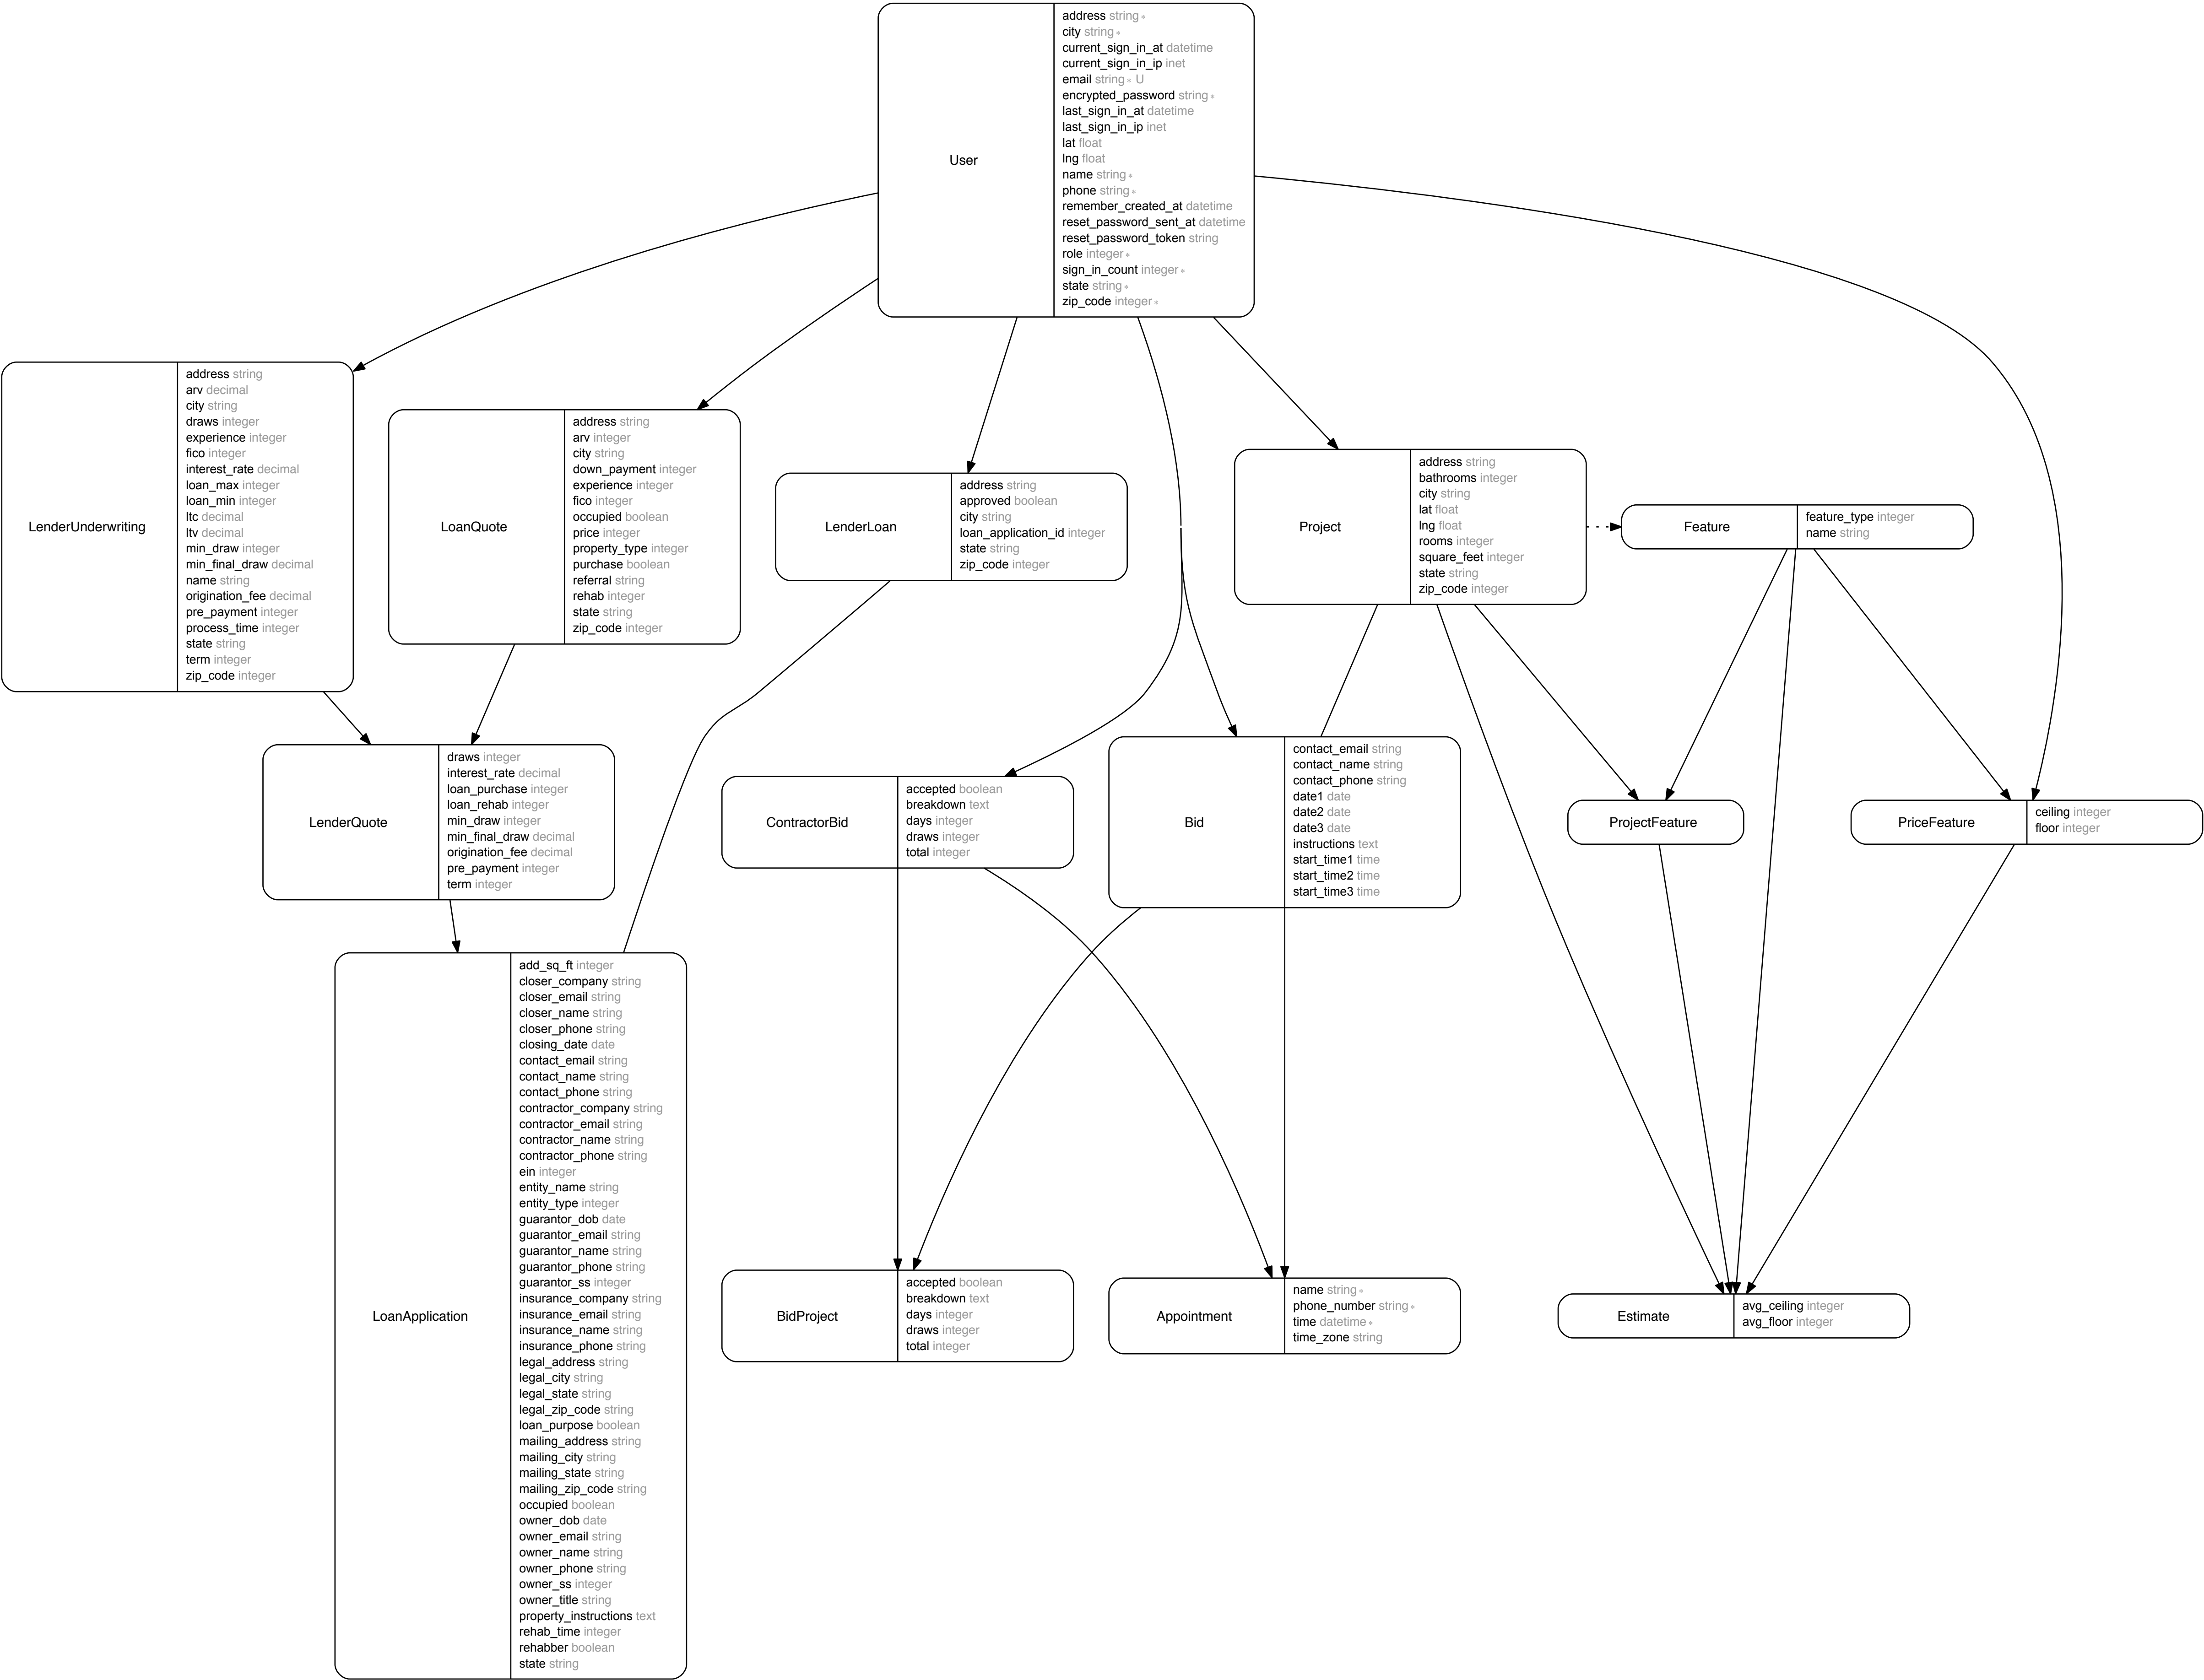 User
address string *
city string *
current_sign_in_at datetime
current_sign_in_ip inet
email string * U
encrypted_password string *
last_sign_in_at datetime
last_sign_in_ip inet
lat float
lng float
name string *
phone string *
remember_created_at datetime
reset_password_sent_at datetime
reset_password_token string
role integer *
sign_in_count integer *
state string *
zip_code integer *
LenderUnderwriting
address string
arv decimal
city string
draws integer
experience integer
fico integer
interest_rate decimal
loan_max integer
loan_min integer
ltc decimal
ltv decimal
min_draw integer
min_final_draw decimal
name string
origination_fee decimal
pre_payment integer
process_time integer
state string
term integer
zip_code integer
LoanQuote
address string
arv integer
city string
down_payment integer
experience integer
fico integer
occupied boolean
price integer
property_type integer
purchase boolean
referral string
rehab integer
state string
zip_code integer
LenderLoan
address string
approved boolean
city string
loan_application_id integer
state string
zip_code integer
Project
address string
bathrooms integer
city string
lat float
lng float
rooms integer
square_feet integer
state string
zip_code integer
Feature
feature_type integer
name string
LenderQuote
draws integer
interest_rate decimal
loan_purchase integer
loan_rehab integer
min_draw integer
min_final_draw decimal
origination_fee decimal
pre_payment integer
term integer
ContractorBid
accepted boolean
breakdown text
days integer
draws integer
total integer
Bid
contact_email string
contact_name string
contact_phone string
date1 date
date2 date
date3 date
instructions text
start_time1 time
start_time2 time
start_time3 time
ProjectFeature
PriceFeature
ceiling integer
floor integer
LoanApplication
add_sq_ft integer
closer_company string
closer_email string
closer_name string
closer_phone string
closing_date date
contact_email string
contact_name string
contact_phone string
contractor_company string
contractor_email string
contractor_name string
contractor_phone string
ein integer
entity_name string
entity_type integer
guarantor_dob date
guarantor_email string
guarantor_name string
guarantor_phone string
guarantor_ss integer
insurance_company string
insurance_email string
insurance_name string
insurance_phone string
legal_address string
legal_city string
legal_state string
legal_zip_code string
loan_purpose boolean
mailing_address string
mailing_city string
mailing_state string
mailing_zip_code string
occupied boolean
owner_dob date
owner_email string
owner_name string
owner_phone string
owner_ss integer
owner_title string
property_instructions text
rehab_time integer
rehabber boolean
state string
BidProject
accepted boolean
breakdown text
days integer
draws integer
total integer
Appointment
name string *
phone_number string *
time datetime *
time_zone string
Estimate
avg_ceiling integer
avg_floor integer